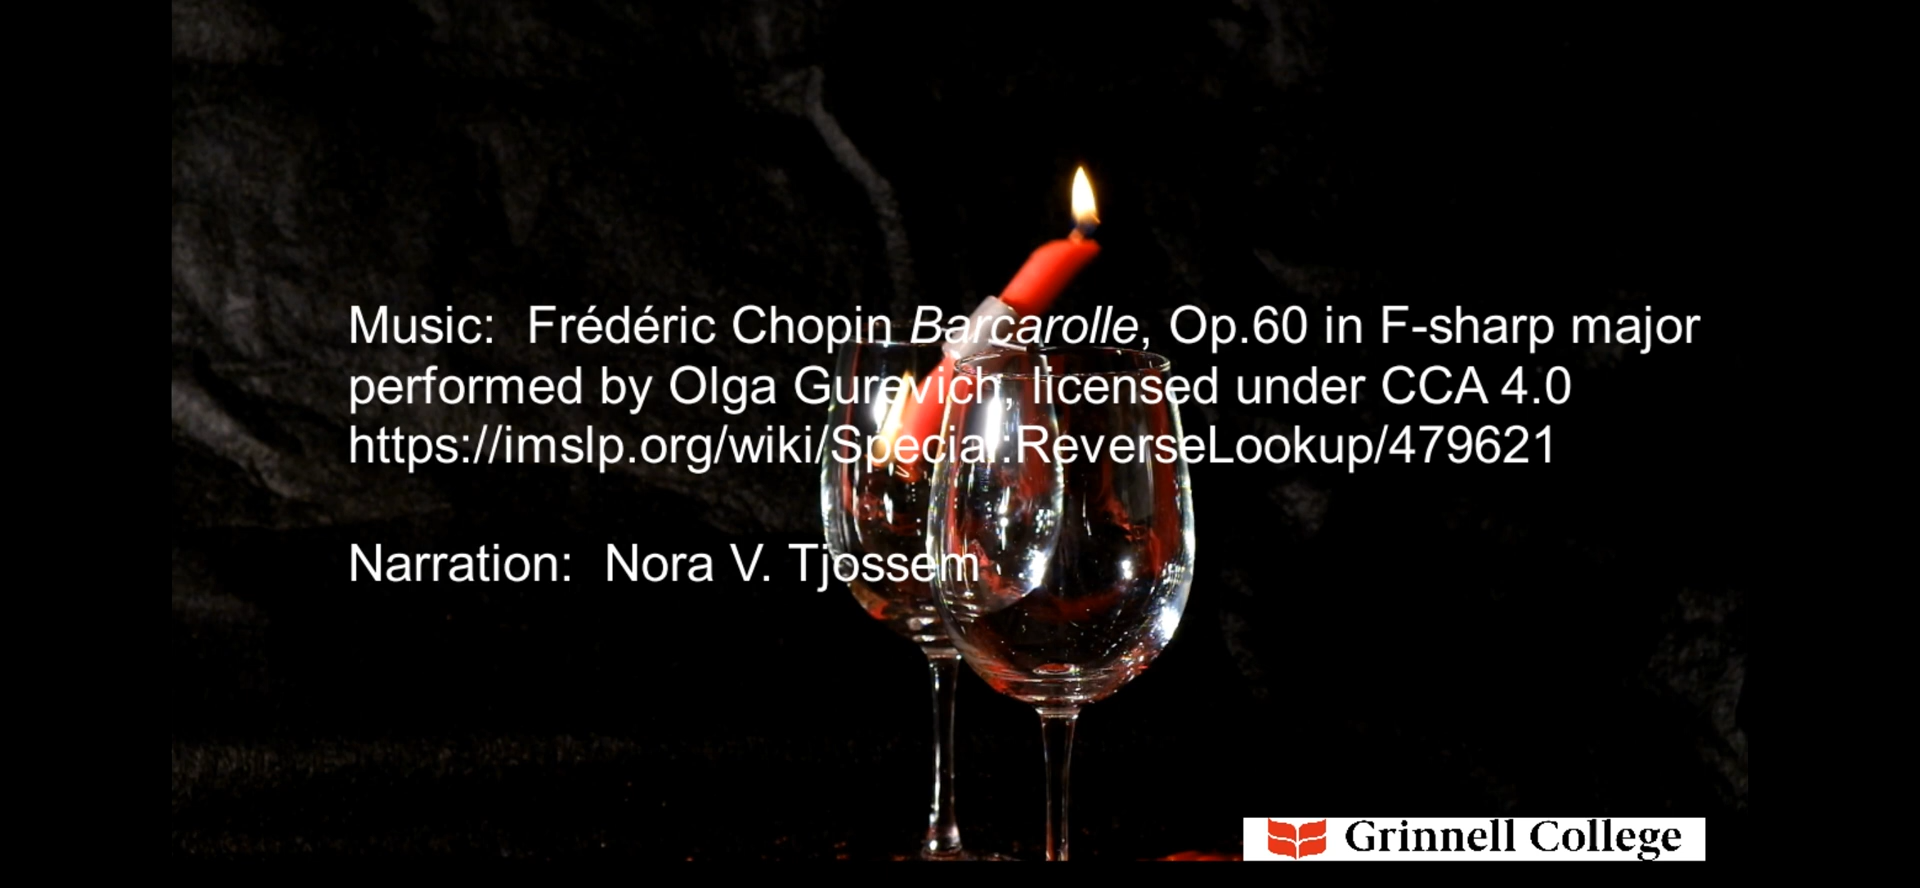 Music:  Frédéric Chopin Barcarolle, Op.60 in F-sharp major
performed by Olga Gurevich, licensed under CCA 4.0
https://imslp.org/wiki/Special:ReverseLookup/479621
Narration:  Nora V. Tjossem
Grinnell College